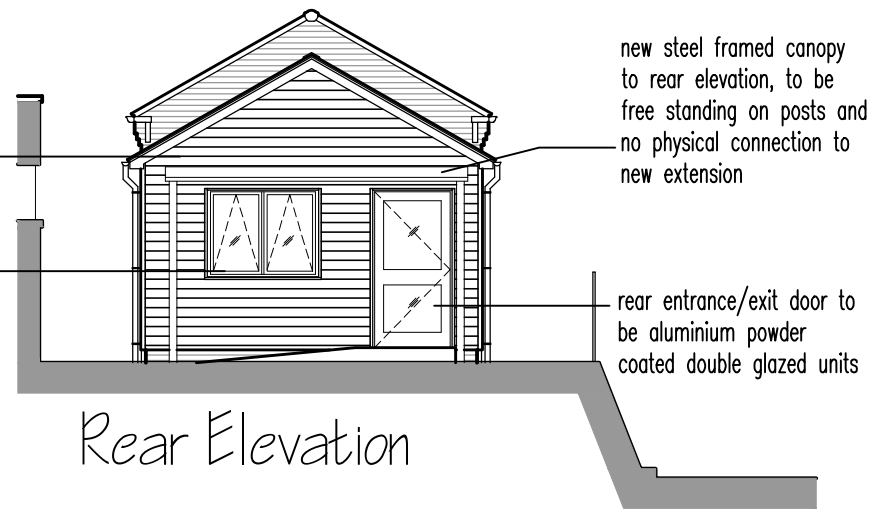 new steel framed canopy
to rear elevation, to be
free standing on posts and
no physical connection to
new extension
rear entrance/exit door to
be aluminium powder
coated double glazed units
Rear Elevation